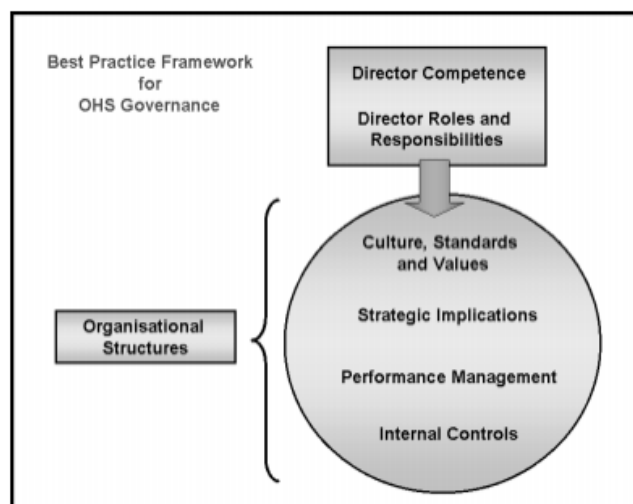 Best Practice Framework
for
OHS Governance
Director Competence
Director Roles and
Responsibilities
Culture, Standards
and Values
Strategic Implications
Performance Management
Internal Controls
Organisational
Structures